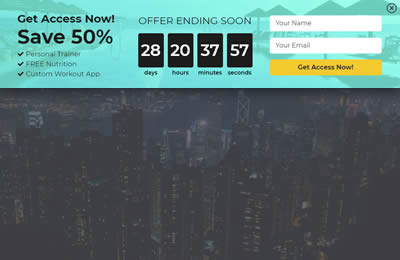 Get Access Now!
Save 50%
Personal Trainer
FREE Nutrition
Custom Workout App
OFFER ENDING SOON
28 20 37 57
days hours minutes seconds
Your Name
Your Email
Get Access Now!